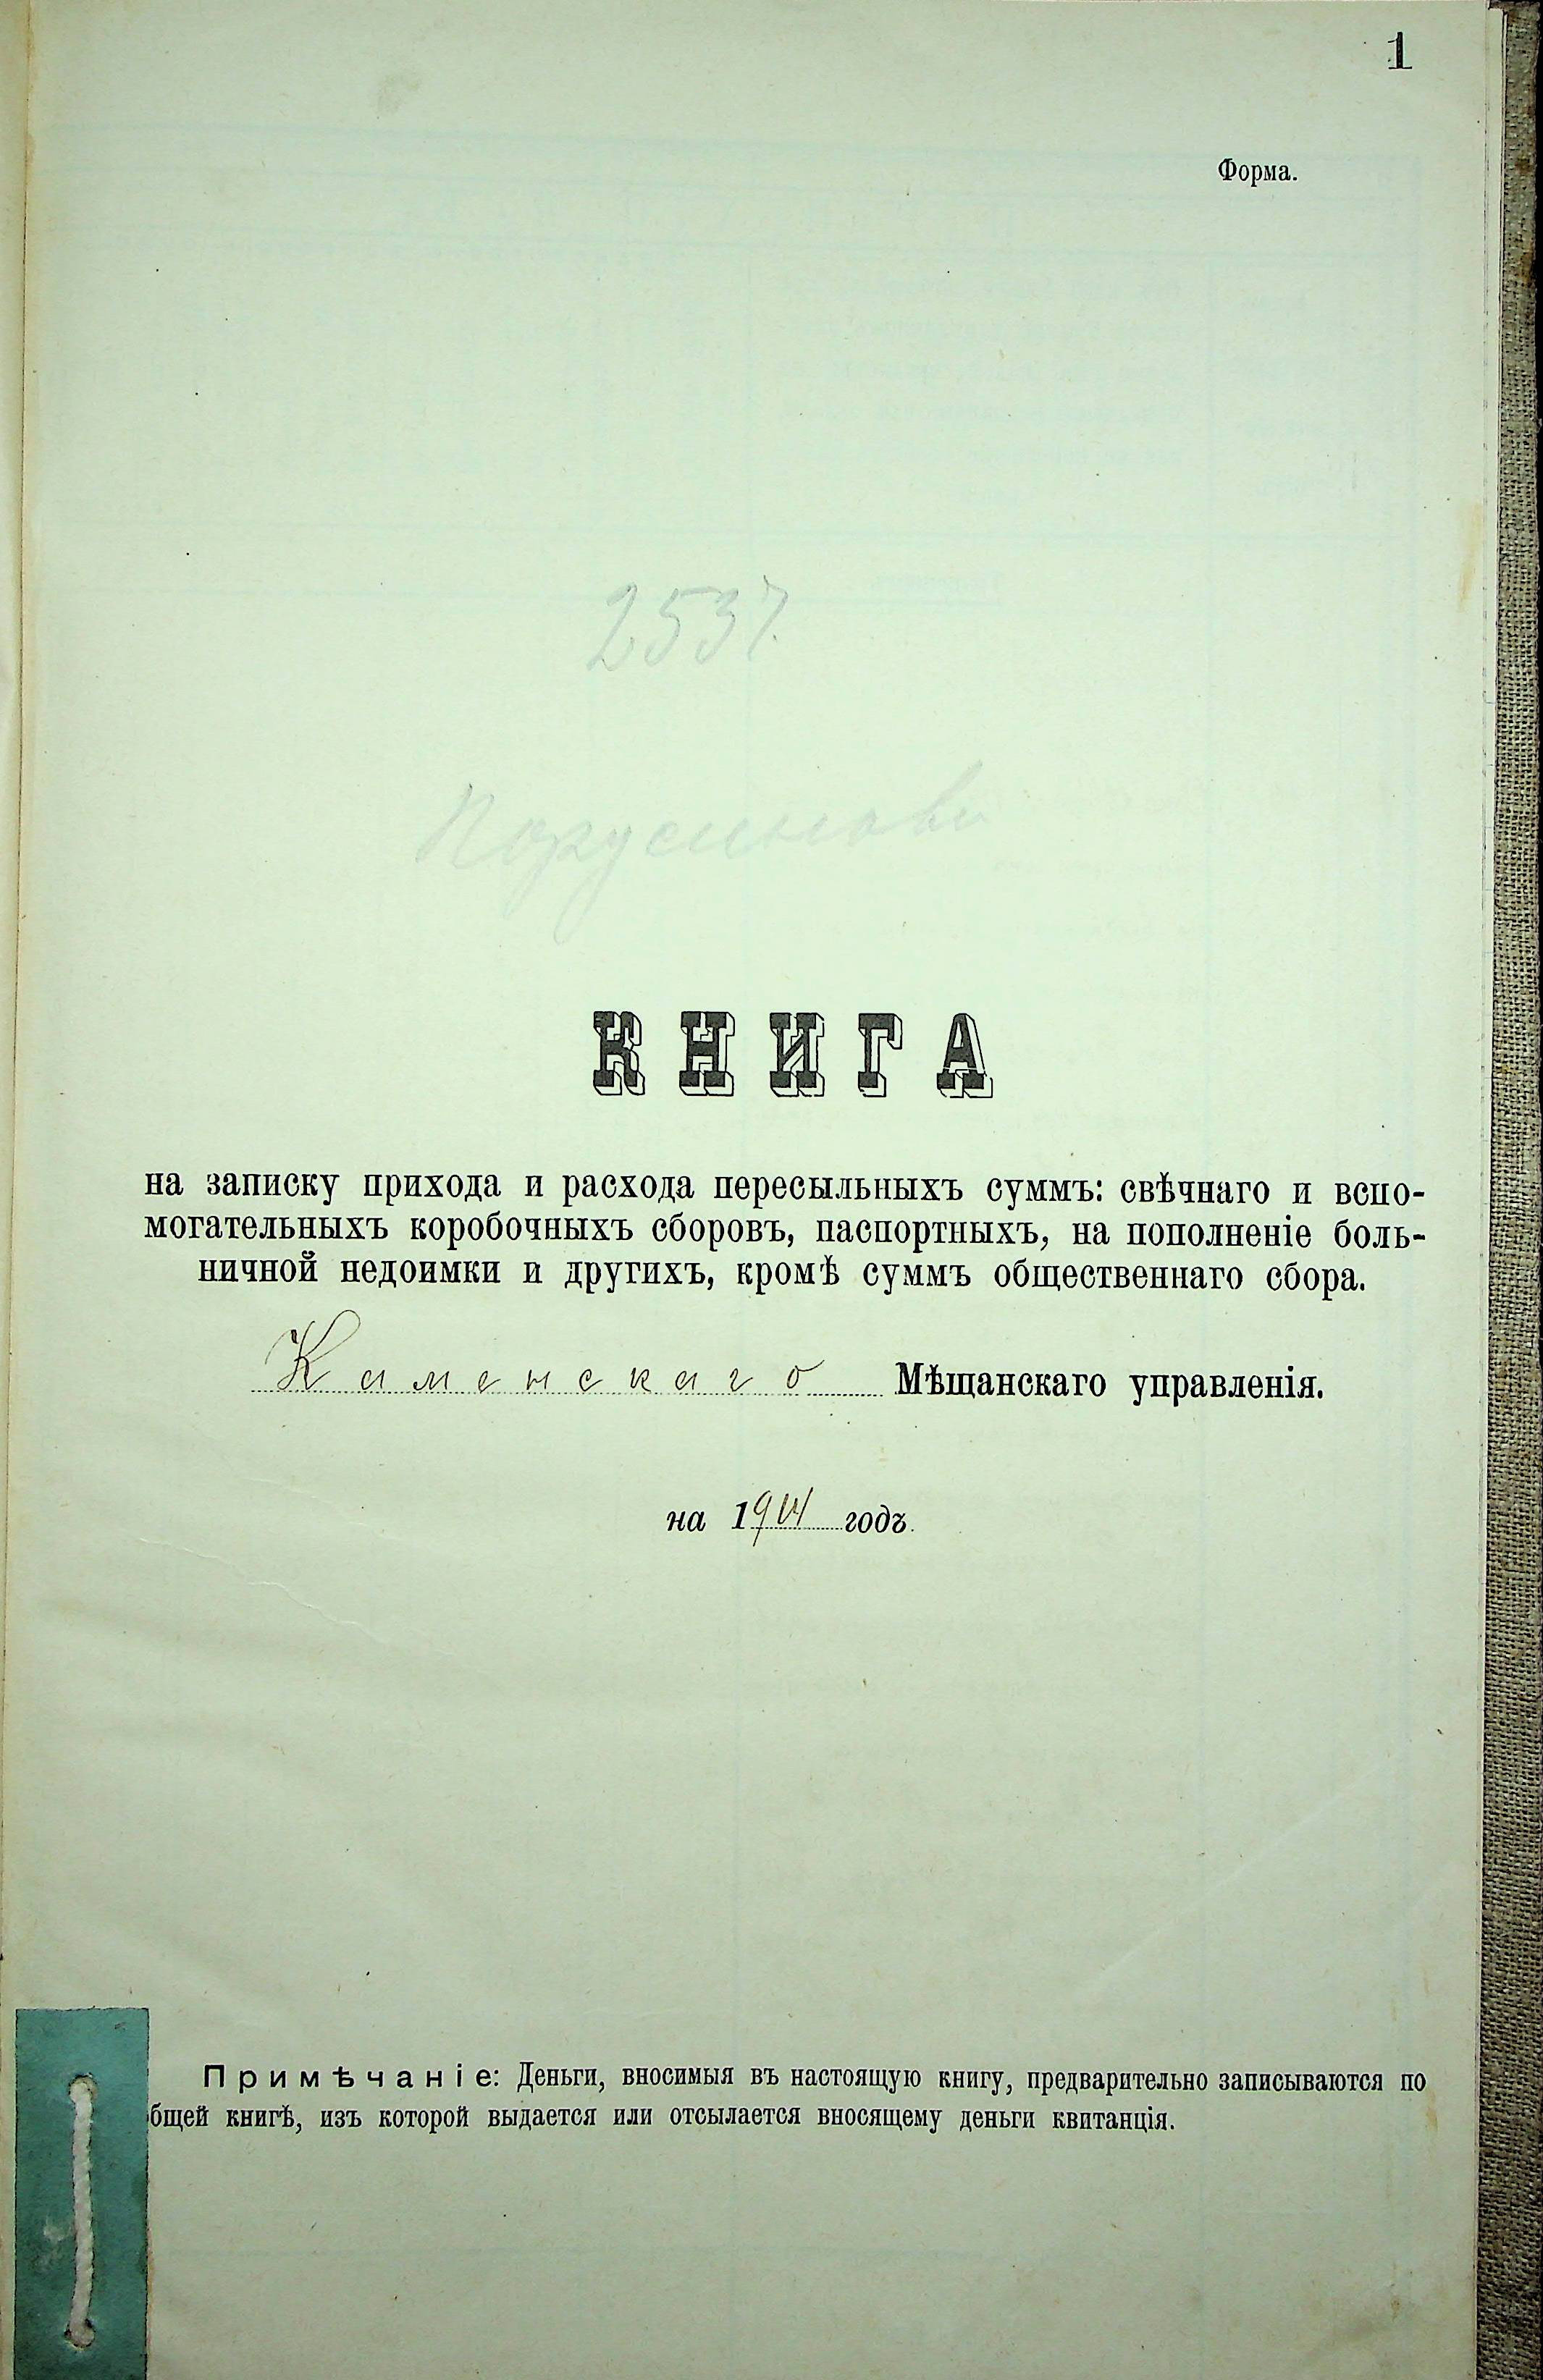 1
Форма.
2537.
КНИГА
на записку прихода и расхода пересыльныхъ суммъ: свѣчнаго и вспо-
могательныхъ коробочныхъ сборовъ, паспортныхъ, на пополненіе боль-
ничной недоимки и другихъ, кромѣ суммъ общественнаго сбора.
Каменскаго Мѣщанскаго управленія.
на 1904 годъ.
Примѣчаніе: Деньги, вносимыя въ настоящую книгу, предварительно записываются по
бщей книгѣ, изъ которой выдается или отсылается вносящему деньги квитанція.